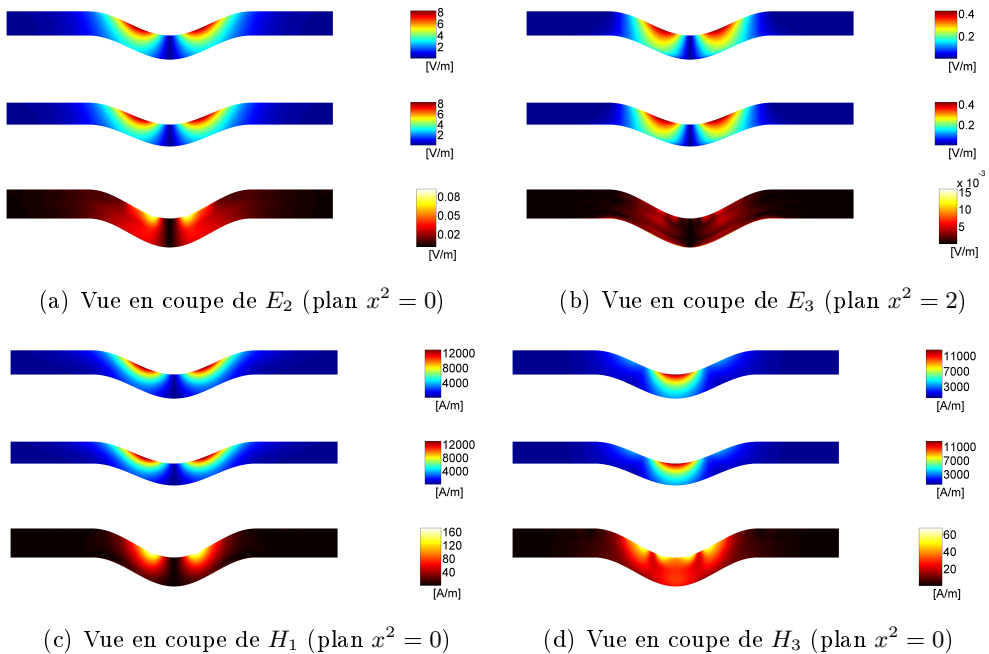 8
6
4
2
[V/m]
0.4
0.2
[V/m]
8
6
4
2
[V/m]
0.4
0.2
[V/m]
0.08
0.05
0.02
[V/m]
x 10⁻³
15
10
5
[V/m]
(a) Vue en coupe de E₂ (plan x² = 0)
(b) Vue en coupe de E₃ (plan x² = 2)
12000
8000
4000
[A/m]
11000
7000
3000
[A/m]
12000
8000
4000
[A/m]
11000
7000
3000
[A/m]
160
120
80
40
[A/m]
60
40
20
[A/m]
(c) Vue en coupe de H₁ (plan x² = 0)
(d) Vue en coupe de H₃ (plan x² = 0)